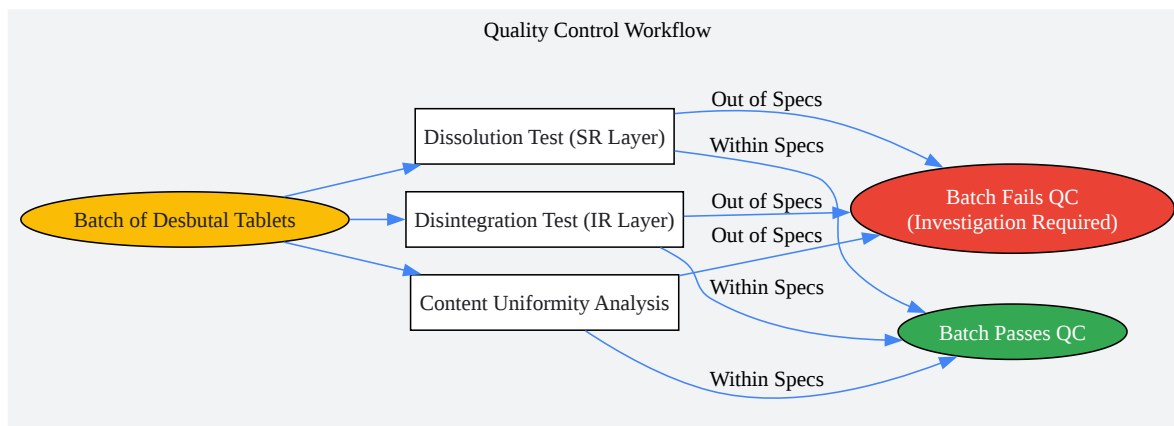 Quality Control Workflow
Out of Specs
Dissolution Test (SR Layer)
Within Specs
Batch of Desbutal Tablets
Disintegration Test (IR Layer)
Out of Specs
Batch Fails QC
(Investigation Required)
Out of Specs
Content Uniformity Analysis
Within Specs
Batch Passes QC
Within Specs